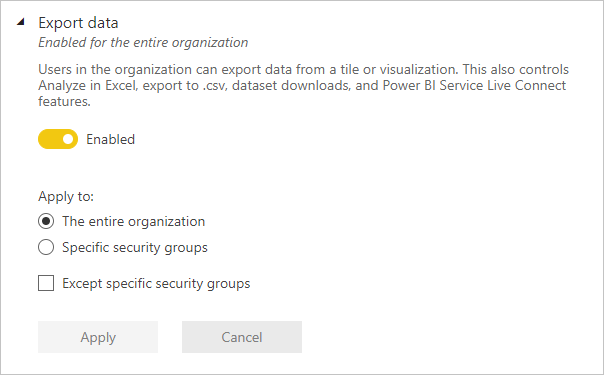 Export data
Enabled for the entire organization
Users in the organization can export data from a tile or visualization. This also controls
Analyze in Excel, export to .csv, dataset downloads, and Power BI Service Live Connect
features.
Enabled
Apply to:
The entire organization
Specific security groups
Except specific security groups
Apply Cancel